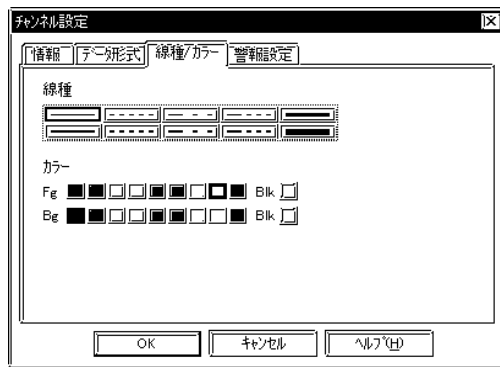 チャンネル設定
情報 データ形式 線種/カラー 警報設定
線種
カラー
Fg Blk
Bg Blk
OK キャンセル ヘルプ(H)